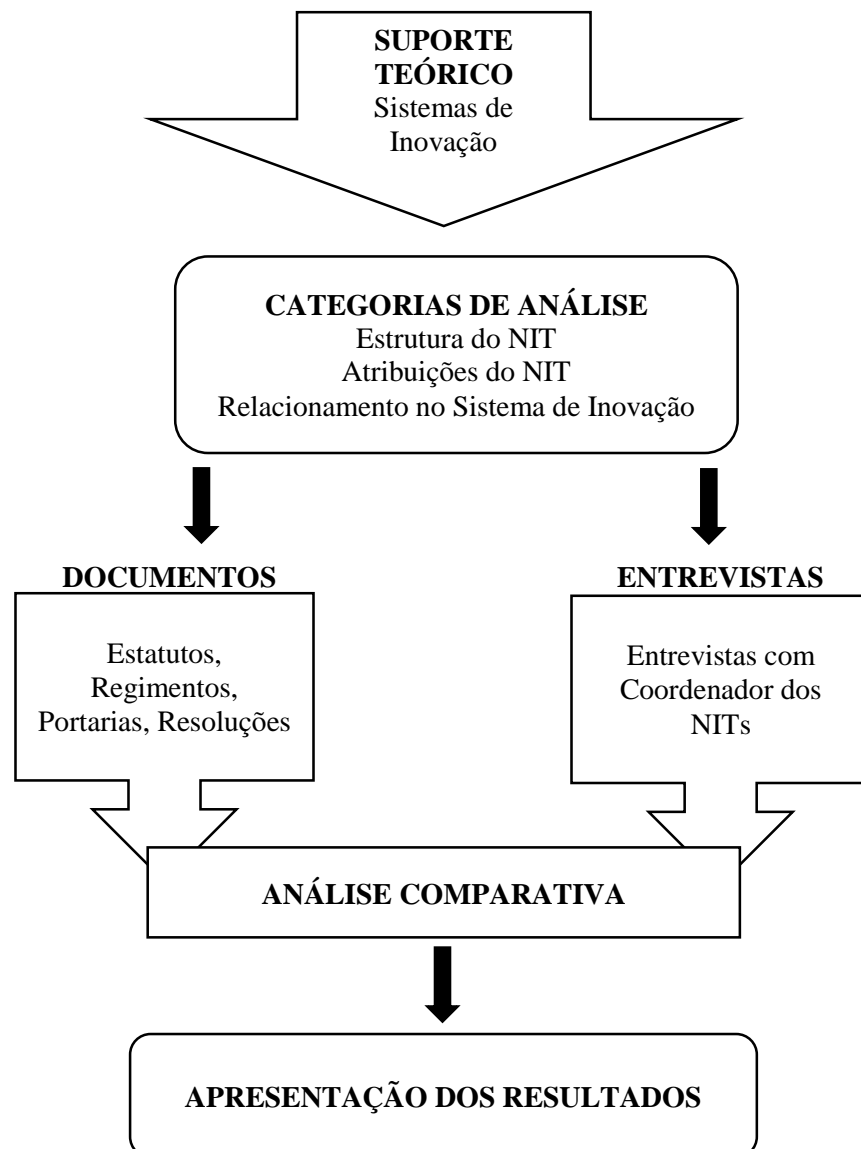 SUPORTE
TEÓRICO
Sistemas de
Inovação
CATEGORIAS DE ANÁLISE
Estrutura do NIT
Atribuições do NIT
Relacionamento no Sistema de Inovação
DOCUMENTOS
Estatutos,
Regimentos,
Portarias, Resoluções
ENTREVISTAS
Entrevistas com
Coordenador dos
NITs
ANÁLISE COMPARATIVA
APRESENTAÇÃO DOS RESULTADOS